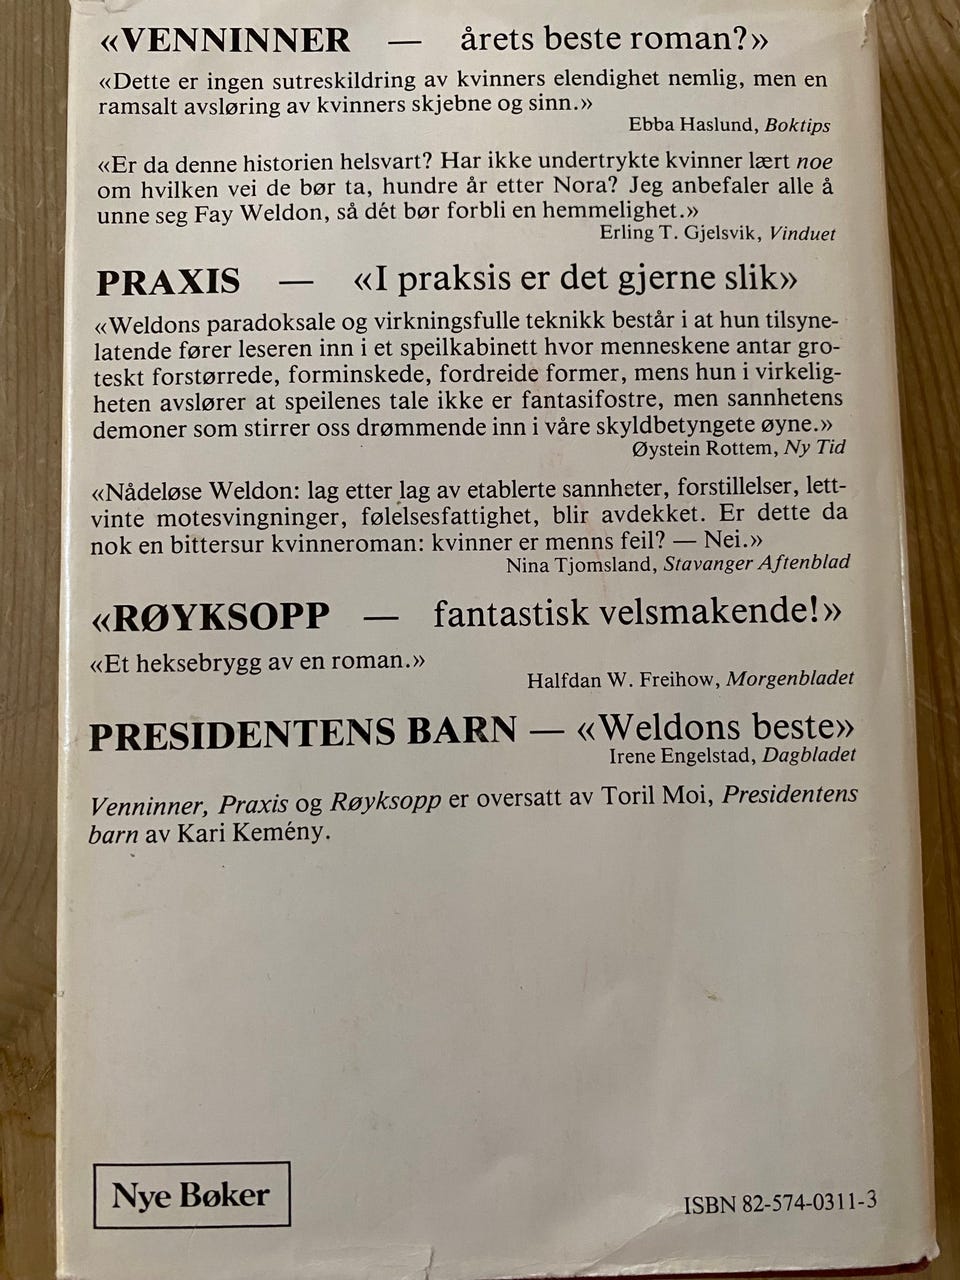 «VENNINNER — årets beste roman?»
«Dette er ingen sutreskildring av kvinners elendighet nemlig, men en
ramsalt avsløring av kvinners skjebne og sinn.»
Ebba Haslund, Boktips
«Er da denne historien helsvart? Har ikke undertrykte kvinner lært noe
om hvilken vei de bør ta, hundre år etter Nora? Jeg anbefaler alle å
unne seg Fay Weldon, så dét bør forbli en hemmelighet.»
Erling T. Gjelsvik, Vinduet
PRAXIS — «I praksis er det gjerne slik»
«Weldons paradoksale og virkningsfulle teknikk består i at hun tilsyne-
latende fører leseren inn i et speilkabinett hvor menneskene antar gro-
teskt forstørrede, forminskede, fordreide former, mens hun i virkelig-
heten avslører at speilenes tale ikke er fantasifostre, men sannhetens
demoner som stirrer oss drømmende inn i våre skyldbetyngete øyne.»
Øystein Rottem, Ny Tid
«Nådeløse Weldon: lag etter lag av etablerte sannheter, forstillelser, lett-
vinte motesvingninger, følelsesfattighet, blir avdekket. Er dette da
nok en bittersur kvinneroman: kvinner er menns feil? — Nei.»
Nina Tjomsland, Stavanger Aftenblad
«RØYKSOPP — fantastisk velsmakende!»
«Et heksebrygg av en roman.»
Halfdan W. Freihow, Morgenbladet
PRESIDENTENS BARN — «Weldons beste»
Irene Engelstad, Dagbladet
Venninner, Praxis og Røyksopp er oversatt av Toril Moi, Presidentens
barn av Kari Kemény.
Nye Bøker
ISBN 82-574-0311-3